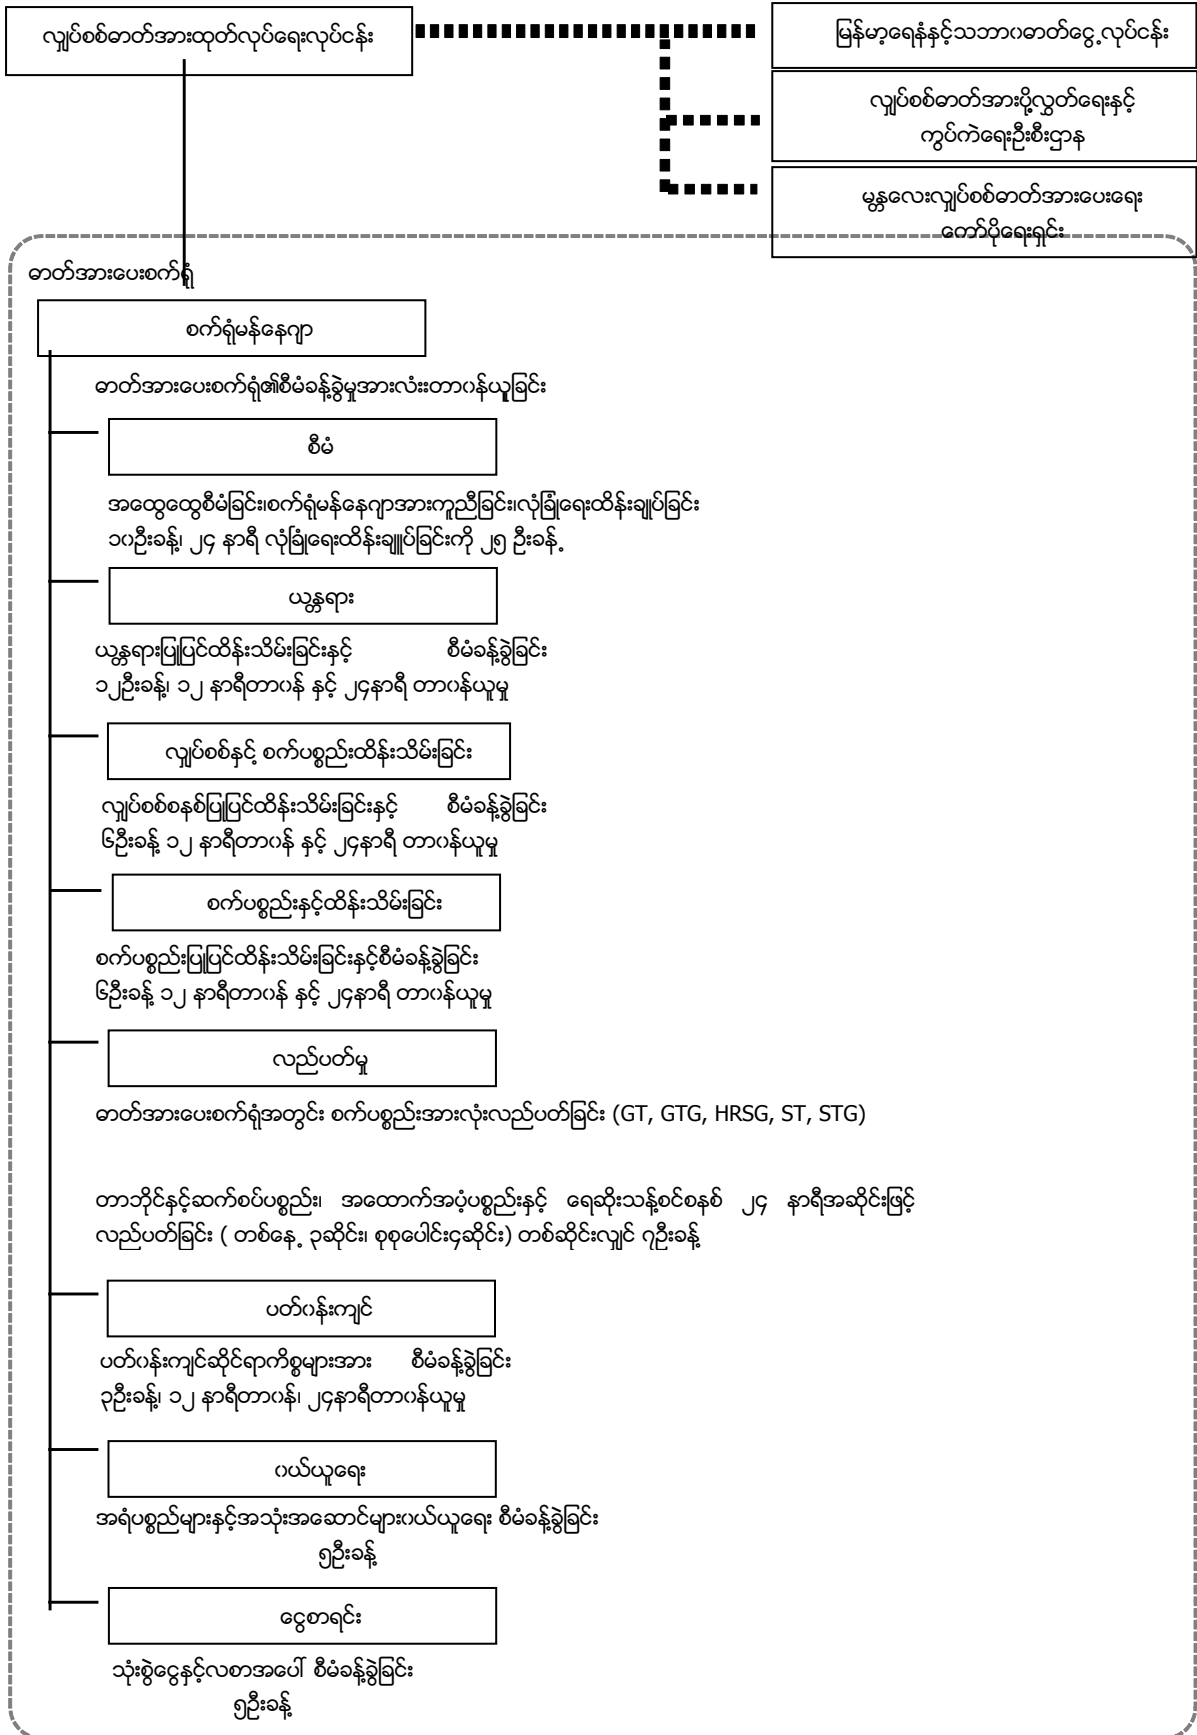 လျှပ်စစ်ဓာတ်အားထုတ်လုပ်ရေးလုပ်ငန်း
မြန်မာ့ရေနံနှင့်သဘာ၀ဓာတ်ငွေ့လုပ်ငန်း
လျှပ်စစ်ဓာတ်အားပို့လွှတ်ရေးနှင့်
ကွပ်ကဲရေးဦးစီးဌာန
မန္တလေးလျှပ်စစ်ဓာတ်အားပေးရေး
ကော်ပိုရေးရှင်း
ဓာတ်အားပေးစက်ရုံ
စက်ရုံမန်နေဂျာ
ဓာတ်အားပေးစက်ရုံ၏စီမံခန့်ခွဲမှုအားလံးးတာ၀န်ယူခြင်း
စီမံ
အထွေထွေစီမံခြင်း၊စက်ရုံမန်နေဂျာအားကူညီခြင်း၊လုံခြုံရေးထိန်းချုပ်ခြင်း
၁၀ဦးခန့်၊ ၂၄ နာရီ လုံခြုံရေးထိန်းချူပ်ခြင်းကို ၂၅ ဦးခန့်
ယန္တရား
ယန္တရားပြုပြင်ထိန်းသိမ်းခြင်းနှင့် စီမံခန့်ခွဲခြင်း
၁၂ဦးခန့်၊ ၁၂ နာရီတာ၀န် နှင့် ၂၄နာရီ တာ၀န်ယူမှု
လျှပ်စစ်နှင့် စက်ပစ္စည်းထိန်းသိမ်းခြင်း
လျှပ်စစ်စနစ်ပြုပြင်ထိန်းသိမ်းခြင်းနှင့် စီမံခန့်ခွဲခြင်း
၆ဦးခန့် ၁၂ နာရီတာ၀န် နှင့် ၂၄နာရီ တာ၀န်ယူမှု
စက်ပစ္စည်းနှင့်ထိန်းသိမ်းခြင်း
စက်ပစ္စည်းပြုပြင်ထိန်းသိမ်းခြင်းနှင့်စီမံခန့်ခွဲခြင်း
၆ဦးခန့် ၁၂ နာရီတာ၀န် နှင့် ၂၄နာရီ တာ၀န်ယူမှု
လည်ပတ်မှု
ဓာတ်အားပေးစက်ရုံအတွင်း စက်ပစ္စည်းအားလုံးလည်ပတ်ခြင်း (GT, GTG, HRSG, ST, STG)
တာဘိုင်နှင့်ဆက်စပ်ပစ္စည်း၊ အထောက်အပံ့ပစ္စည်းနှင့် ရေဆိုးသန့်စင်စနစ် ၂၄ နာရီအဆိုင်းဖြင့်
လည်ပတ်ခြင်း ( တစ်နေ့ ၃ဆိုင်း၊ စုစုပေါင်း၄ဆိုင်း) တစ်ဆိုင်းလျှင် ၇ဦးခန့်
ပတ်၀န်းကျင်
ပတ်၀န်းကျင်ဆိုင်ရာကိစ္စများအား စီမံခန့်ခွဲခြင်း
၃ဦးခန့်၊ ၁၂ နာရီတာ၀န်၊ ၂၄နာရီတာ၀န်ယူမှု
၀ယ်ယူရေး
အရံပစ္စည်များနှင့်အသုံးအဆောင်များ၀ယ်ယူရေး စီမံခန့်ခွဲခြင်း
၅ဦးခန့်
ငွေစာရင်း
သုံးစွဲငွေနှင့်လစာအပေါ် စီမံခန့်ခွဲခြင်း
၅ဦးခန့်